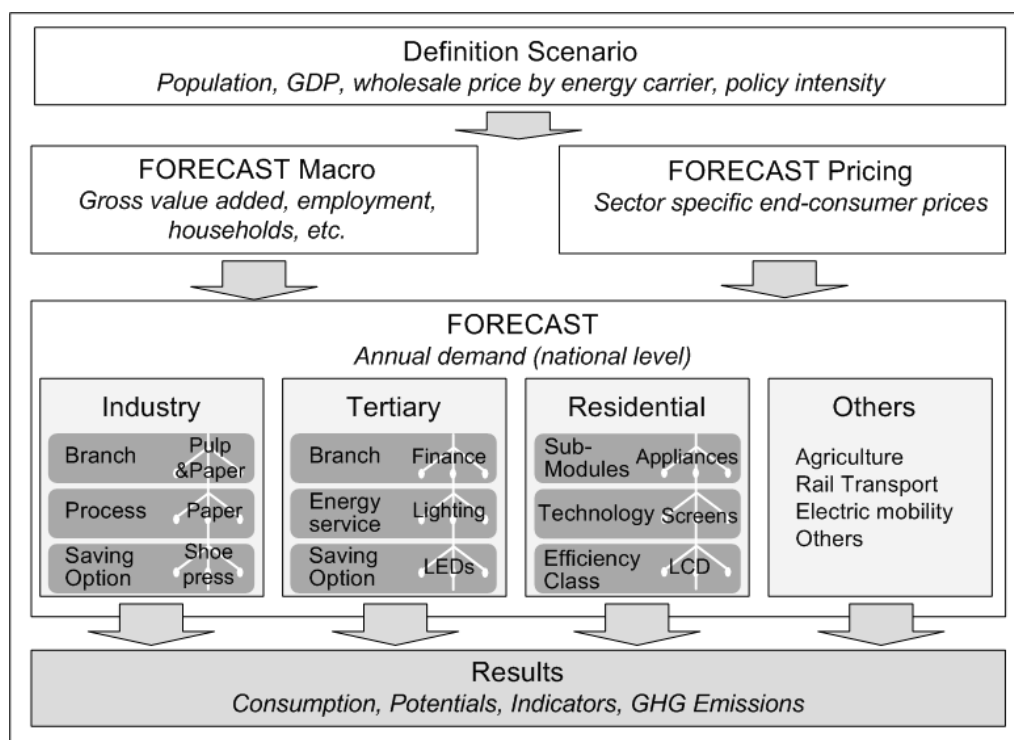 Definition Scenario
Population, GDP, wholesale price by energy carrier, policy intensity
FORECAST Macro
Gross value added, employment,
households, etc.
FORECAST Pricing
Sector specific end-consumer prices
FORECAST
Annual demand (national level)
Industry
Branch
Pulp
&Paper
Process
Paper
Saving
Option
Shoe
press
Tertiary
Branch
Finance
Energy
service
Lighting
Saving
Option
LEDs
Residential
Sub-
Modules
Appliances
Technology
Screens
Efficiency
Class
LCD
Others
Agriculture
Rail Transport
Electric mobility
Others
Results
Consumption, Potentials, Indicators, GHG Emissions